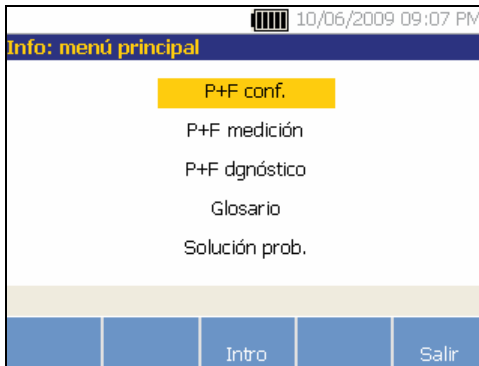 10/06/2009 09:07 PM
Info: menú principal
P+F conf.
P+F medición
P+F dgnóstico
Glosario
Solución prob.
Intro
Salir